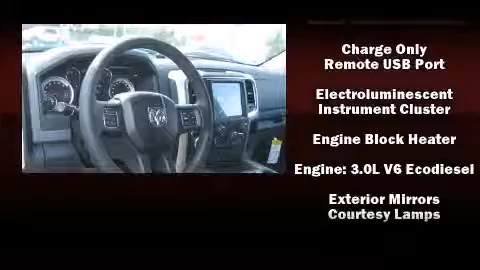 Charge Only
Remote USB Port
Electroluminescent
Instrument Cluster
Engine Block Heater
Engine: 3.0L V6 Ecodiesel
Exterior Mirrors
Courtesy Lamps